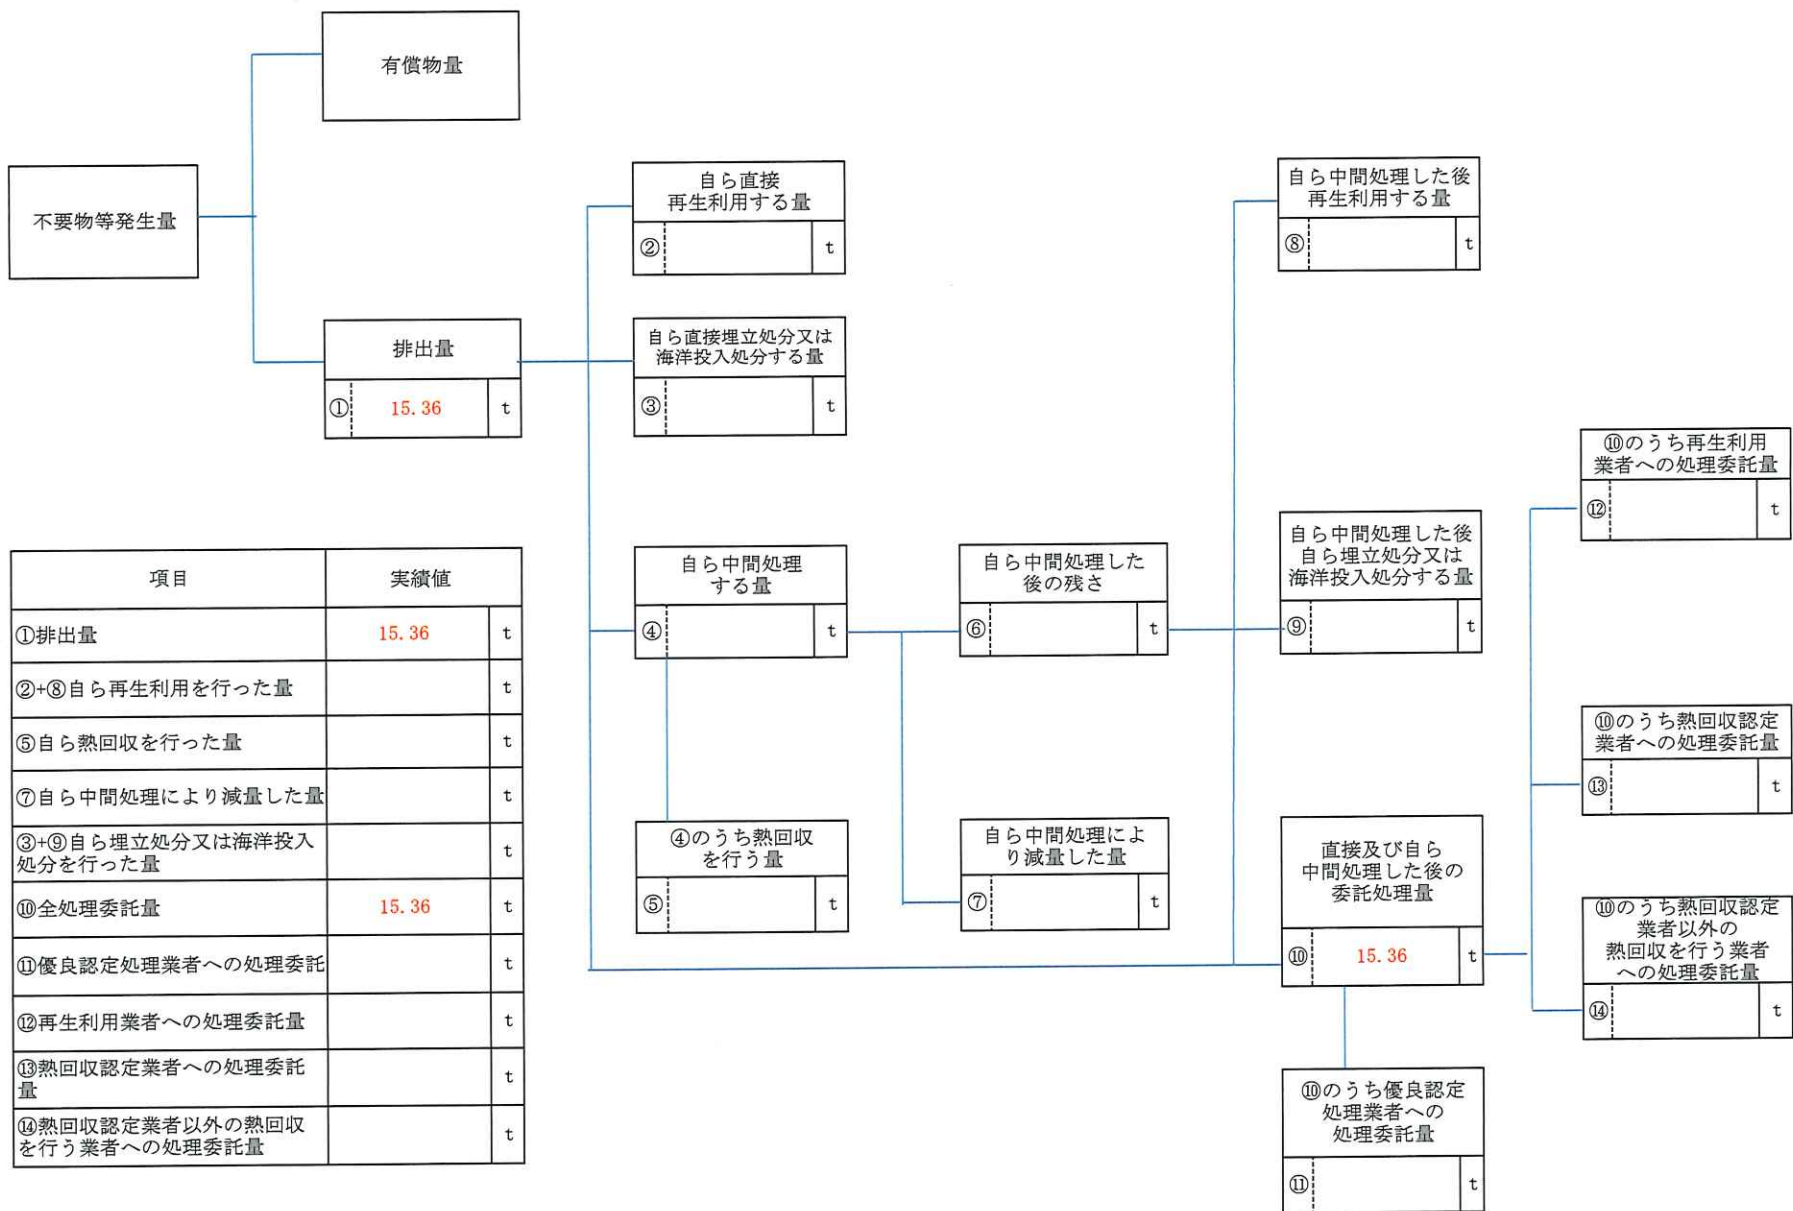 有償物量
不要物等発生量
排出量
① 15.36 t
自ら直接
再生利用する量
② t
自ら直接埋立処分又は
海洋投入処分する量
③ t
自ら中間処理
する量
④ t
④のうち熱回収
を行う量
⑤ t
自ら中間処理した
後の残さ
⑥ t
自ら中間処理によ
り減量した量
⑦ t
自ら中間処理した後
再生利用する量
⑧ t
自ら中間処理した後
自ら埋立処分又は
海洋投入処分する量
⑨ t
直接及び自ら
中間処理した後の
委託処理量
⑩ 15.36 t
⑩のうち優良認定
処理業者への
処理委託量
⑪ t
⑩のうち再生利用
業者への処理委託量
⑫ t
⑩のうち熱回収認定
業者への処理委託量
⑬ t
⑩のうち熱回収認定
業者以外の
熱回収を行う業者
への処理委託量
⑭ t
項目 実績値
①排出量 15.36 t
②+⑧自ら再生利用を行った量 t
⑤自ら熱回収を行った量 t
⑦自ら中間処理により減量した量 t
③+⑨自ら埋立処分又は海洋投入
処分を行った量 t
⑩全処理委託量 15.36 t
⑪優良認定処理業者への処理委託 t
⑫再生利用業者への処理委託量 t
⑬熱回収認定業者への処理委託
量 t
⑭熱回収認定業者以外の熱回収
を行う業者への処理委託量 t